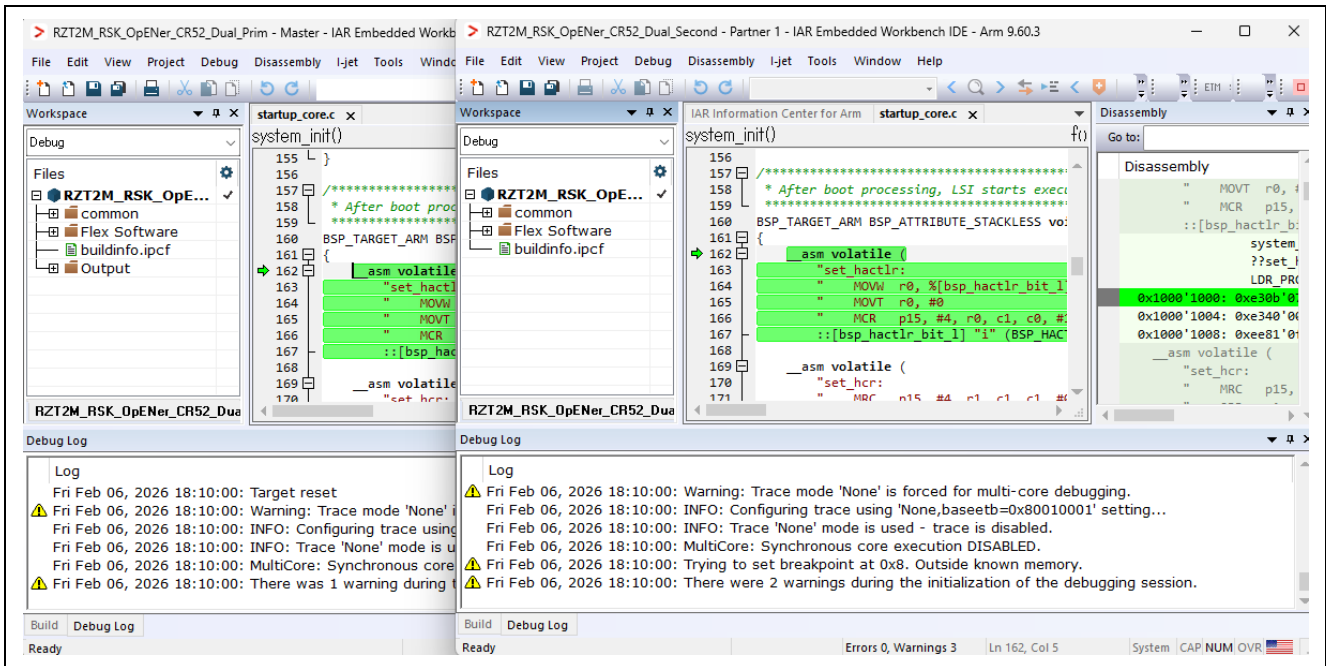 RZT2M_RSK_OpENer_CR52_Dual_Prim - Master - IAR Embedded Workb
File Edit View Project Debug Disassembly I-jet Tools Windo
Workspace
Debug
Files
RZT2M_RSK_OpE...
common
Flex Software
buildinfo.ipcf
Output
RZT2M_RSK_OpENer_CR52_Dua
startup_core.c
system_init()
155 }
156
157 /******************
158 * After boot proc
159 ******************
160 BSP_TARGET_ARM BSP
161 {
162 __asm volatile
163 "set_hactl
164 " MOVW
165 " MOVT
166 " MCR
167 ::[bsp_hac
168
169 __asm volatile
170 "set_hcr:
Debug Log
Log
Fri Feb 06, 2026 18:10:00: Target reset
Fri Feb 06, 2026 18:10:00: Warning: Trace mode 'None' i
Fri Feb 06, 2026 18:10:00: INFO: Configuring trace using
Fri Feb 06, 2026 18:10:00: INFO: Trace 'None' mode is u
Fri Feb 06, 2026 18:10:00: MultiCore: Synchronous core
Fri Feb 06, 2026 18:10:00: There was 1 warning during t
Build Debug Log
Ready
RZT2M_RSK_OpENer_CR52_Dual_Second - Partner 1 - IAR Embedded Workbench IDE - Arm 9.60.3
File Edit View Project Debug Disassembly I-jet Tools Window Help
ETM
Workspace
Debug
Files
RZT2M_RSK_OpE...
common
Flex Software
buildinfo.ipcf
RZT2M_RSK_OpENer_CR52_Dua
IAR Information Center for Arm startup_core.c
system_init() f()
156
157 /*****************************************
158 * After boot processing, LSI starts execu
159 *****************************************
160 BSP_TARGET_ARM BSP_ATTRIBUTE_STACKLESS voi
161 {
162 __asm volatile (
163 "set_hactlr:
164 " MOVW r0, %[bsp_hactlr_bit_l]
165 " MOVT r0, #0
166 " MCR p15, #4, r0, c1, c0, #
167 ::[bsp_hactlr_bit_l] "i" (BSP_HAC
168
169 __asm volatile (
170 "set_hcr:
171 " MRC p15, #4, r1, c1, c1, #
Disassembly
Go to:
Disassembly
" MOVT r0, #
" MCR p15,
::[bsp_hactlr_b
system_
??set_h
LDR_PRO
0x1000'1000: 0xe30b'0
0x1000'1004: 0xe340'00
0x1000'1008: 0xee81'0
__asm volatile (
"set_hcr:
" MRC p15,
Debug Log
Log
Fri Feb 06, 2026 18:10:00: Warning: Trace mode 'None' is forced for multi-core debugging.
Fri Feb 06, 2026 18:10:00: INFO: Configuring trace using 'None,baseetb=0x80010001' setting...
Fri Feb 06, 2026 18:10:00: INFO: Trace 'None' mode is used - trace is disabled.
Fri Feb 06, 2026 18:10:00: MultiCore: Synchronous core execution DISABLED.
Fri Feb 06, 2026 18:10:00: Trying to set breakpoint at 0x8. Outside known memory.
Fri Feb 06, 2026 18:10:00: There were 2 warnings during the initialization of the debugging session.
Build Debug Log
Ready Errors 0, Warnings 3 Ln 162, Col 5 System CAP NUM OVR